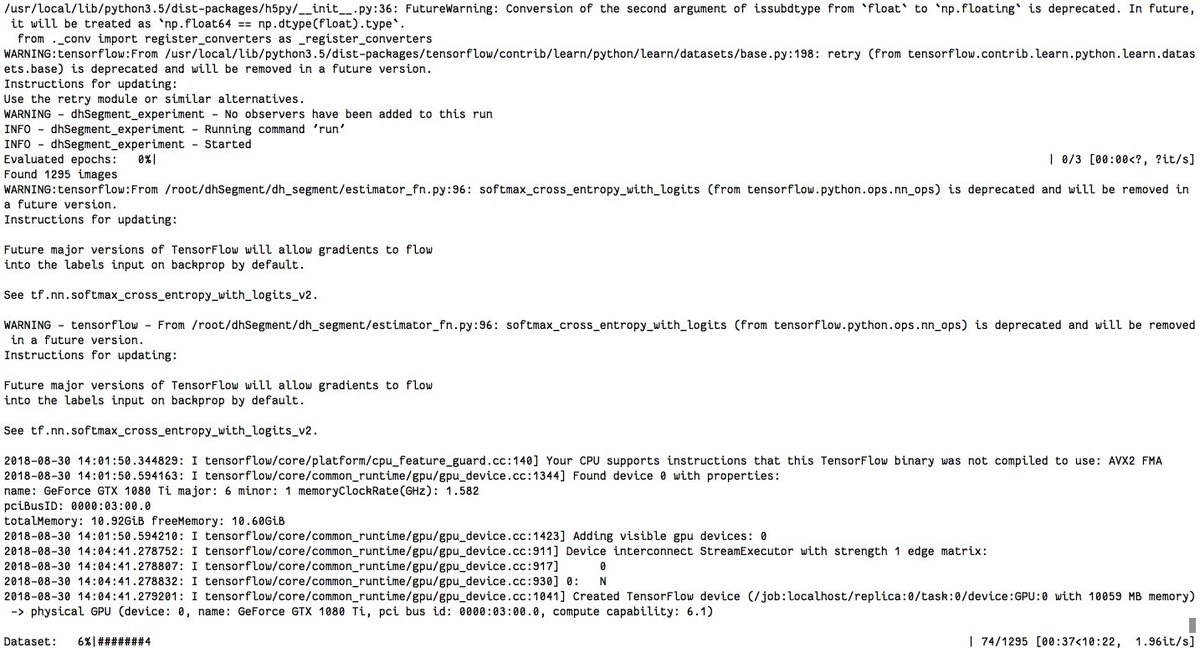 /usr/local/lib/python3.5/dist-packages/h5py/__init__.py:36: FutureWarning: Conversion of the second argument of issubdtype from `float` to `np.floating` is deprecated. In future,
 it will be treated as `np.float64 == np.dtype(float).type`.
  from ._conv import register_converters as _register_converters
WARNING:tensorflow:From /usr/local/lib/python3.5/dist-packages/tensorflow/contrib/learn/python/learn/datasets/base.py:198: retry (from tensorflow.contrib.learn.python.learn.datas
ets.base) is deprecated and will be removed in a future version.
Instructions for updating:
Use the retry module or similar alternatives.
WARNING - dhSegment_experiment - No observers have been added to this run
INFO - dhSegment_experiment - Running command 'run'
INFO - dhSegment_experiment - Started
Evaluated epochs:   0%| | 0/3 [00:00<?, ?it/s]
Found 1295 images
WARNING:tensorflow:From /root/dhSegment/dh_segment/estimator_fn.py:96: softmax_cross_entropy_with_logits (from tensorflow.python.ops.nn_ops) is deprecated and will be removed in
a future version.
Instructions for updating:

Future major versions of TensorFlow will allow gradients to flow
into the labels input on backprop by default.

See tf.nn.softmax_cross_entropy_with_logits_v2.

WARNING - tensorflow - From /root/dhSegment/dh_segment/estimator_fn.py:96: softmax_cross_entropy_with_logits (from tensorflow.python.ops.nn_ops) is deprecated and will be removed
 in a future version.
Instructions for updating:

Future major versions of TensorFlow will allow gradients to flow
into the labels input on backprop by default.

See tf.nn.softmax_cross_entropy_with_logits_v2.

2018-08-30 14:01:50.344829: I tensorflow/core/platform/cpu_feature_guard.cc:140] Your CPU supports instructions that this TensorFlow binary was not compiled to use: AVX2 FMA
2018-08-30 14:01:50.594163: I tensorflow/core/common_runtime/gpu/gpu_device.cc:1344] Found device 0 with properties:
name: GeForce GTX 1080 Ti major: 6 minor: 1 memoryClockRate(GHz): 1.582
pciBusID: 0000:03:00.0
totalMemory: 10.92GiB freeMemory: 10.60GiB
2018-08-30 14:01:50.594210: I tensorflow/core/common_runtime/gpu/gpu_device.cc:1423] Adding visible gpu devices: 0
2018-08-30 14:04:41.278752: I tensorflow/core/common_runtime/gpu/gpu_device.cc:911] Device interconnect StreamExecutor with strength 1 edge matrix:
2018-08-30 14:04:41.278807: I tensorflow/core/common_runtime/gpu/gpu_device.cc:917]      0
2018-08-30 14:04:41.278832: I tensorflow/core/common_runtime/gpu/gpu_device.cc:930] 0:   N
2018-08-30 14:04:41.279201: I tensorflow/core/common_runtime/gpu/gpu_device.cc:1041] Created TensorFlow device (/job:localhost/replica:0/task:0/device:GPU:0 with 10059 MB memory)
 -> physical GPU (device: 0, name: GeForce GTX 1080 Ti, pci bus id: 0000:03:00.0, compute capability: 6.1)

Dataset:   6%|#######4 | 74/1295 [00:37<10:22,  1.96it/s]